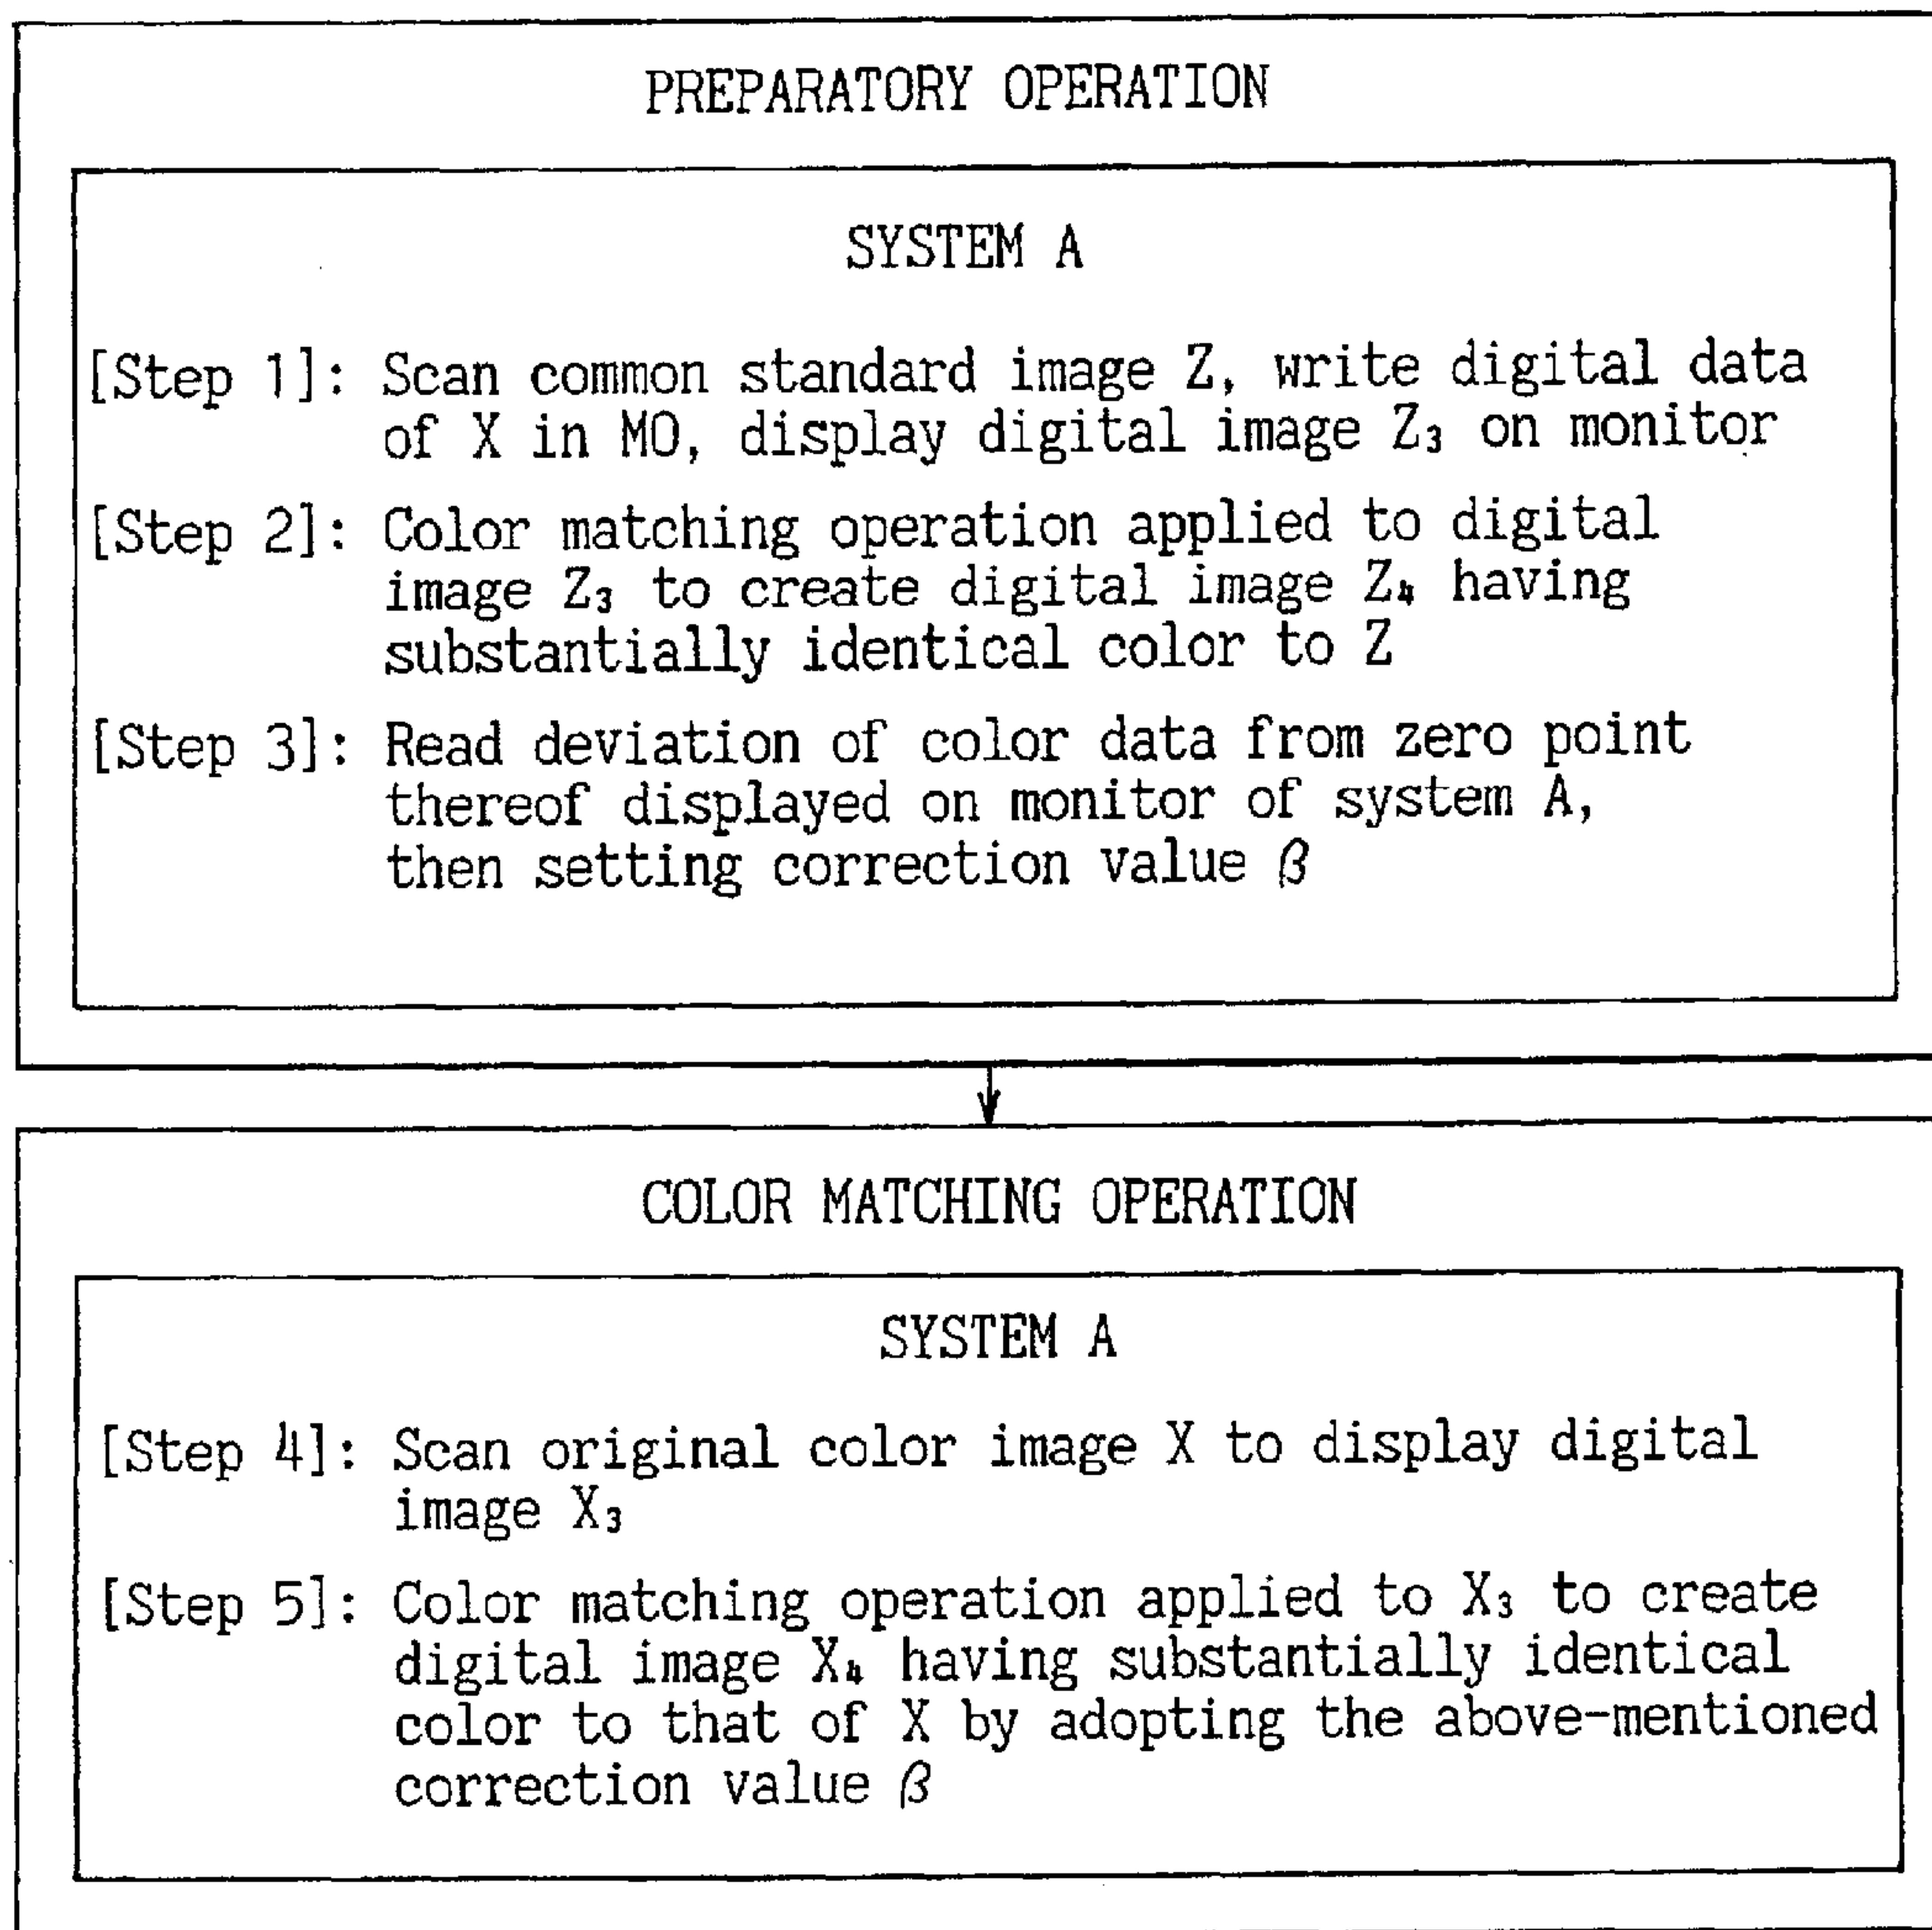 PREPARATORY OPERATION
SYSTEM A
[Step 1]: Scan common standard image Z, write digital data
of X in MO, display digital image Z₃ on monitor
[Step 2]: Color matching operation applied to digital
image Z₃ to create digital image Z₄ having
substantially identical color to Z
[Step 3]: Read deviation of color data from zero point
thereof displayed on monitor of system A,
then setting correction value β
COLOR MATCHING OPERATION
SYSTEM A
[Step 4]: Scan original color image X to display digital
image X₃
[Step 5]: Color matching operation applied to X₃ to create
digital image X₄ having substantially identical
color to that of X by adopting the above-mentioned
correction value β